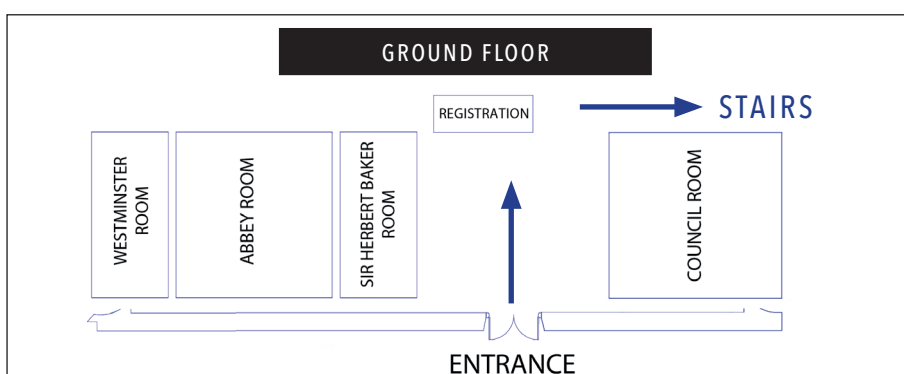 GROUND FLOOR
REGISTRATION
STAIRS
WESTMINSTER
ROOM
ABBEY ROOM
SIR HERBERT BAKER
ROOM
COUNCIL ROOM
ENTRANCE